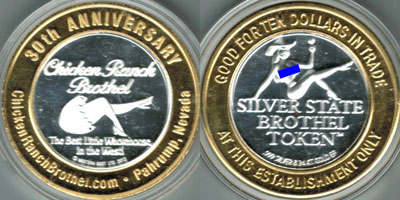 30th ANNIVERSARY
Chicken Ranch
Brothel
The Best Little Whorehouse
in the West!
ChickenRanchBrothel.com • Pahrump, Nevada
GOOD FOR TEN DOLLARS IN TRADE
SILVER STATE
BROTHEL
TOKEN™
AT THIS ESTABLISHMENT ONLY